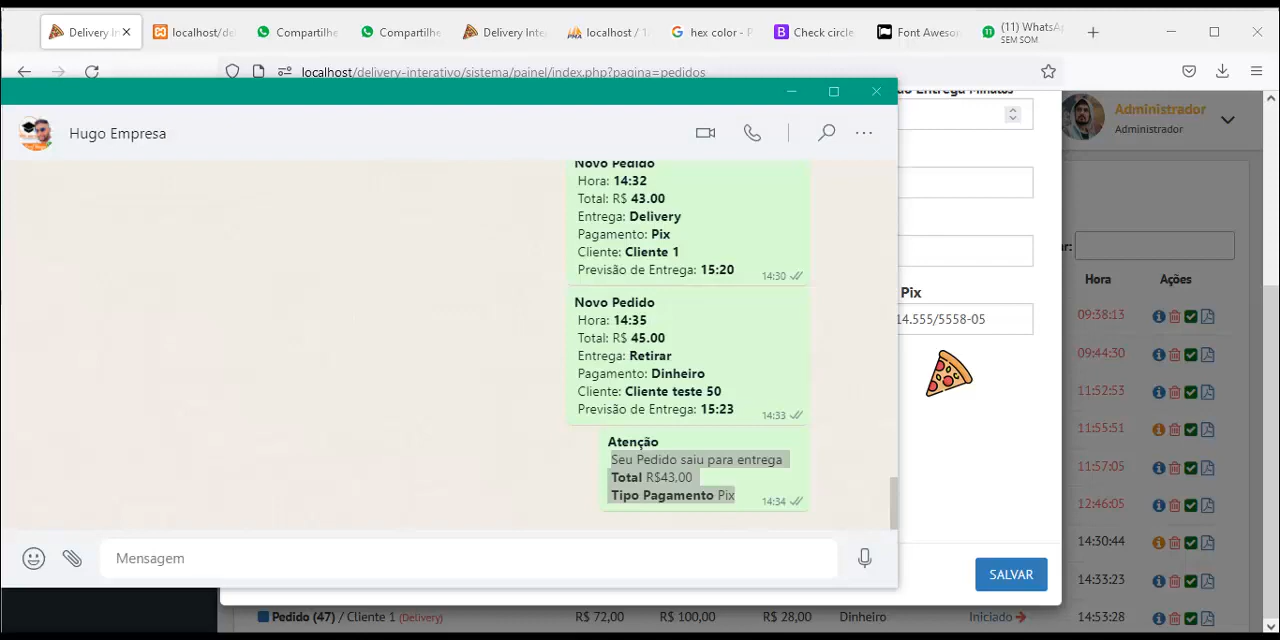 Delivery In
localhost/de
Compartilhe
Compartilhe
Delivery Inte
localhost / 1
hex color - P
Check circle
Font Aweso
(11) WhatsA
SEM SOM
localhost/delivery-interativo/sistema/painel/index.php?pagina=pedidos
Entrega Minutos
Administrador
Administrador
Hugo Empresa
Novo Pedido
Hora: 14:32
Total: R$ 43.00
Entrega: Delivery
Pagamento: Pix
Cliente: Cliente 1
Previsão de Entrega: 15:20
14:30
Novo Pedido
Hora: 14:35
Total: R$ 45.00
Entrega: Retirar
Pagamento: Dinheiro
Cliente: Cliente teste 50
Previsão de Entrega: 15:23
14:33
Atenção
Seu Pedido saiu para entrega
Total R$43,00
Tipo Pagamento Pix
14:34
Mensagem
Pix
14.555/5558-05
SALVAR
ar:
Hora Ações
09:38:13
09:44:30
11:52:53
11:55:51
11:57:05
12:46:05
14:30:44
14:33:23
14:53:28
Pedido (47) / Cliente 1 (Delivery) R$ 72,00 R$ 100,00 R$ 28,00 Dinheiro Iniciado